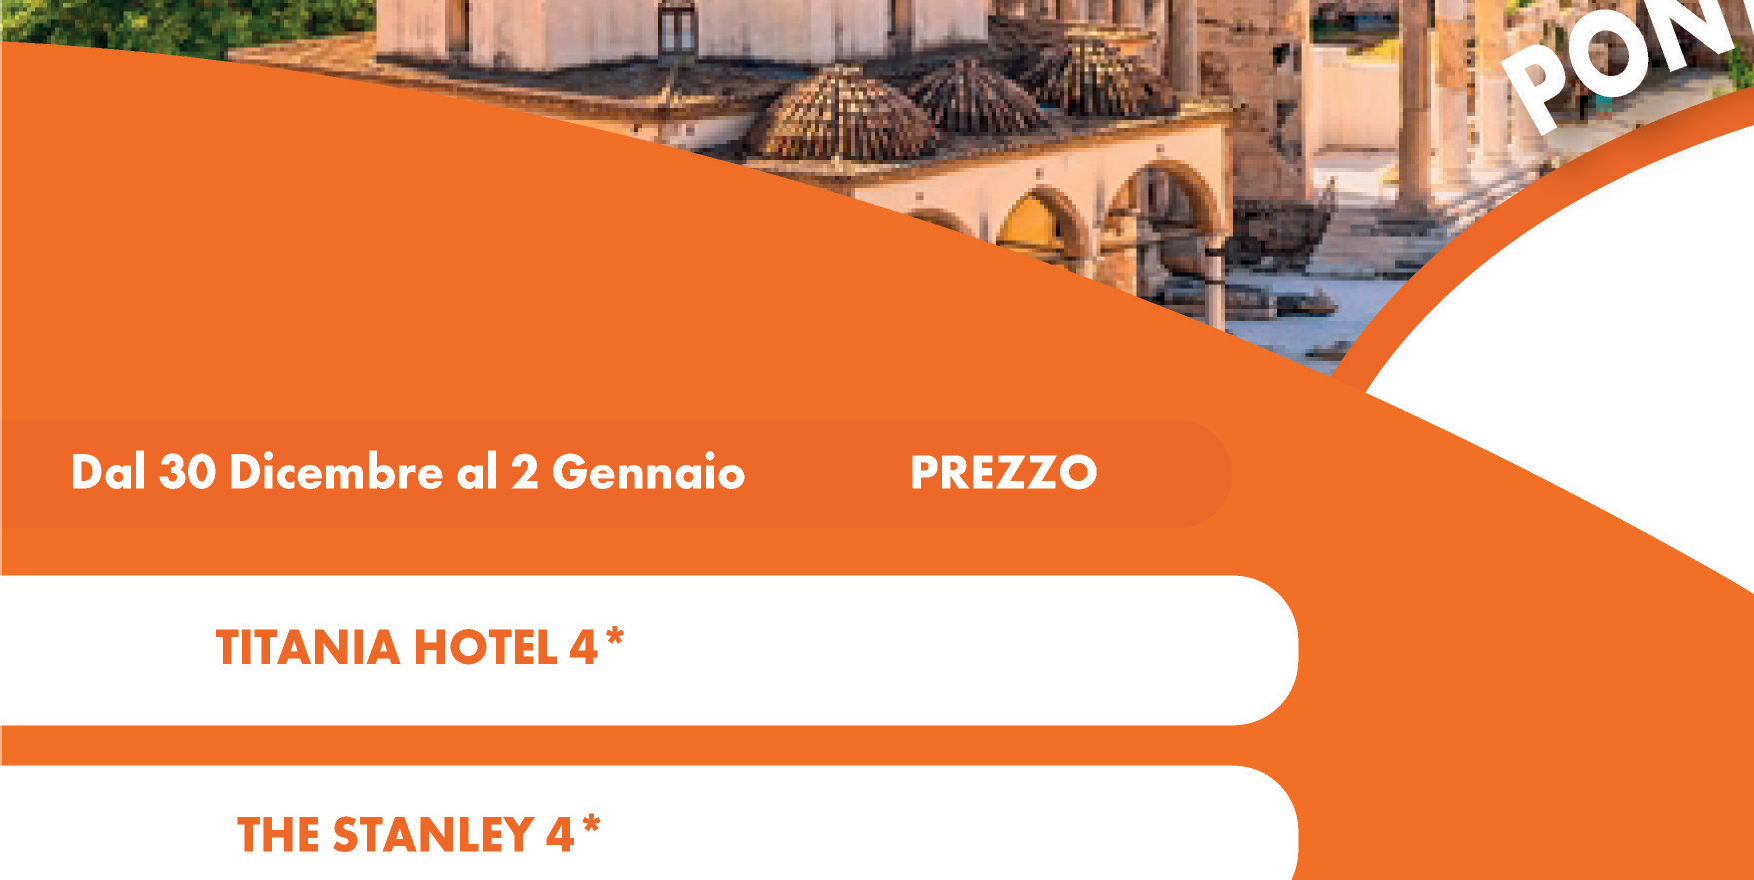 PON
Dal 30 Dicembre al 2 Gennaio PREZZO
TITANIA HOTEL 4*
THE STANLEY 4*